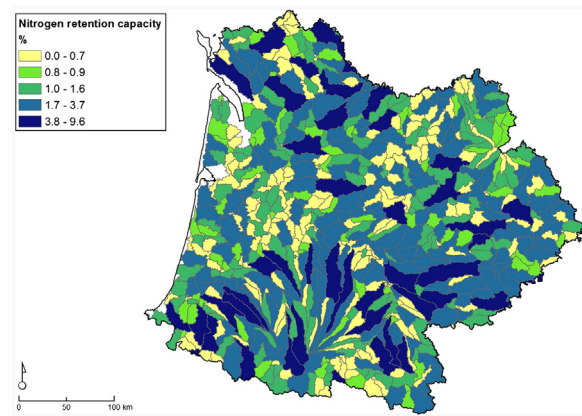 Nitrogen retention capacity
%
0.0 - 0.7
0.8 - 0.9
1.0 - 1.6
1.7 - 3.7
3.8 - 9.6
0 50 100 km